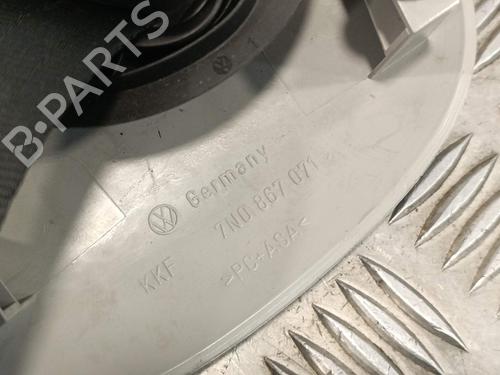 B-PARTS
Germany
7N0 867 071
KKF
>PC+ASA<